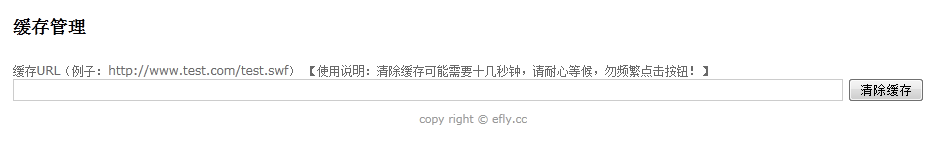 缓存管理
缓存URL（例子：http://www.test.com/test.swf）【使用说明：清除缓存可能需要十几秒钟，请耐心等候，勿频繁点击按钮！】
清除缓存
copy right © efly.cc